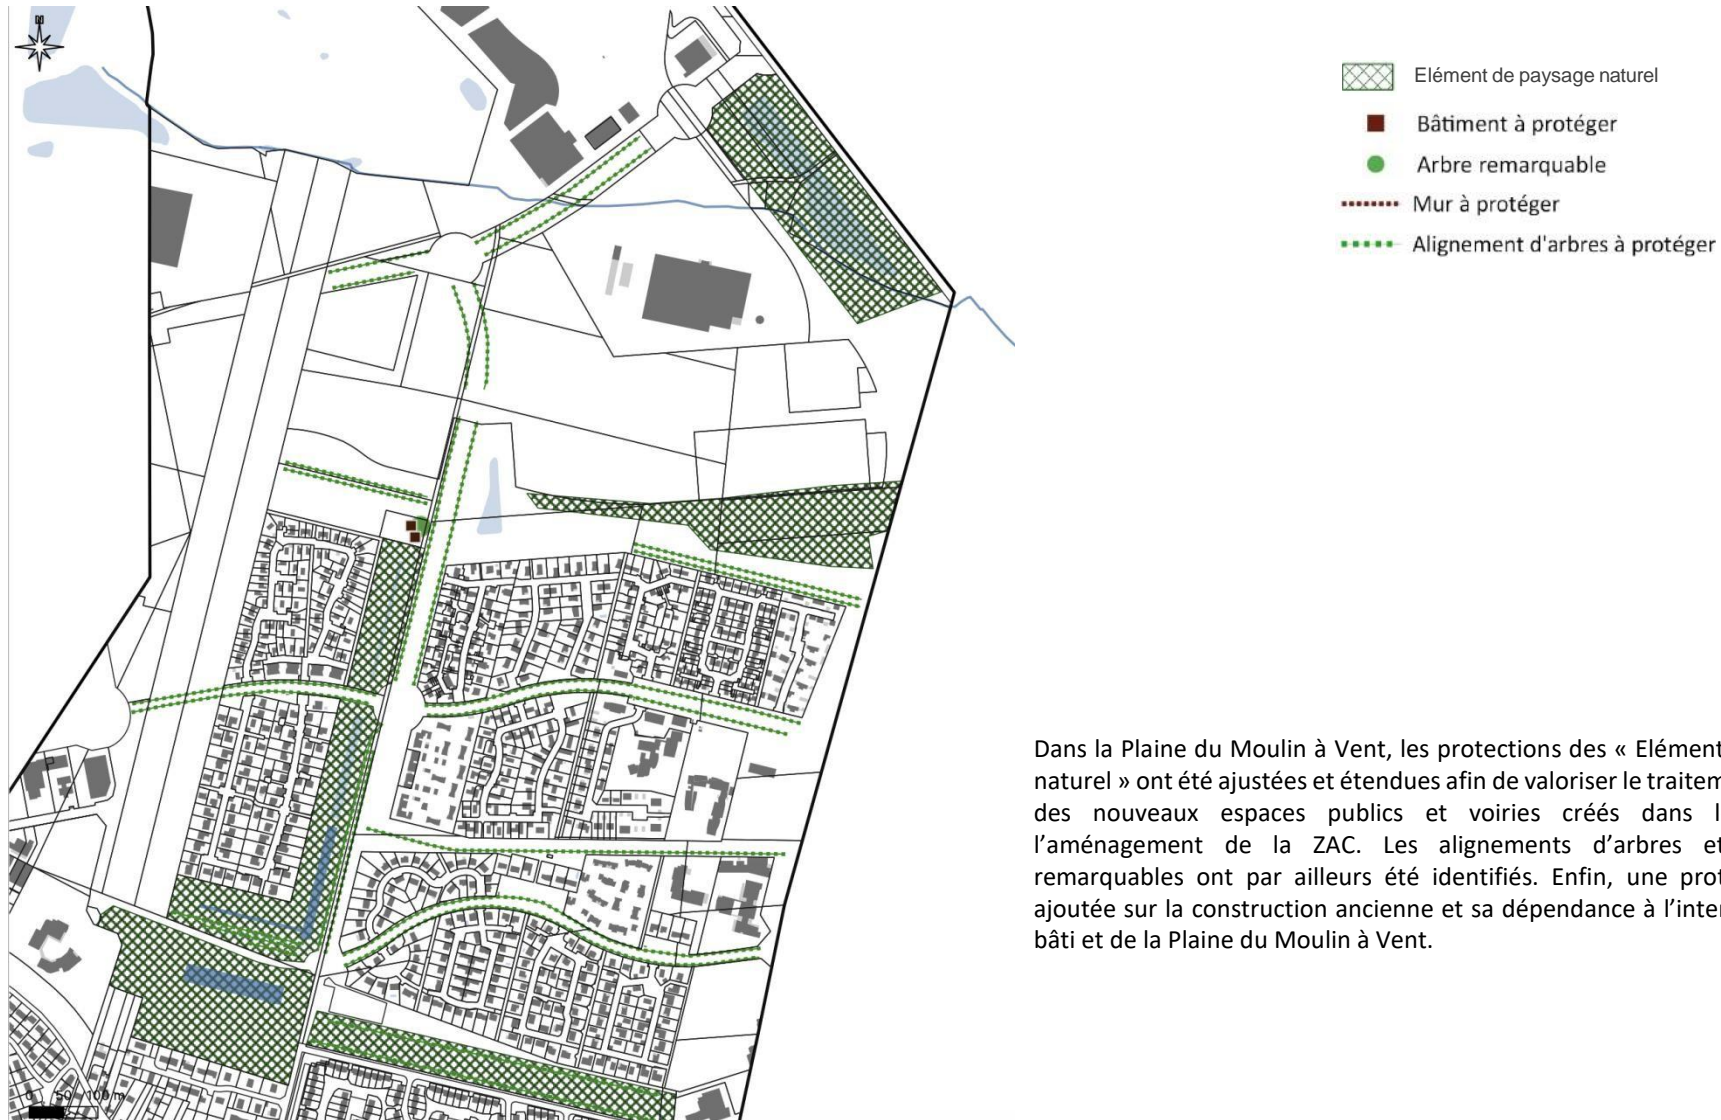 N
Elément de paysage naturel
Bâtiment à protéger
Arbre remarquable
Mur à protéger
Alignement d'arbres à protéger
Dans la Plaine du Moulin à Vent, les protections des « Elément
naturel » ont été ajustées et étendues afin de valoriser le traitem
des nouveaux espaces publics et voiries créés dans l
l’aménagement de la ZAC. Les alignements d’arbres et
remarquables ont par ailleurs été identifiés. Enfin, une prot
ajoutée sur la construction ancienne et sa dépendance à l’inter
bâti et de la Plaine du Moulin à Vent.
0 50 100 m